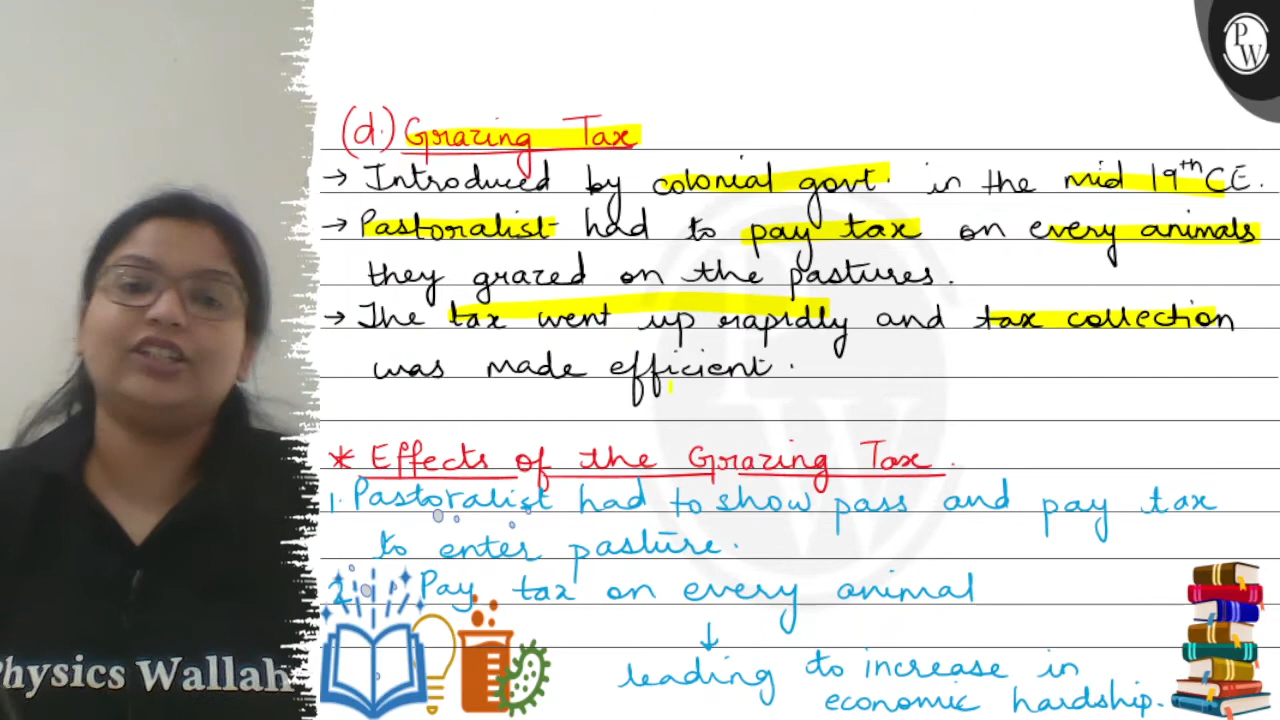 PW
(d.) Grazing Tax
→ Introduced by colonial govt. in the mid 19th CE.
→ Pastoralist had to pay tax on every animals
they grazed on the pastures.
→ The tax went up rapidly and tax collection
was made efficient.
PW
* Effects of the Grazing Tax.
1. Pastoralist had to show pass and pay tax
to enter pasture.
2. Pay tax on every animal
↓
leading to increase in
economic hardship.
Physics Wallah